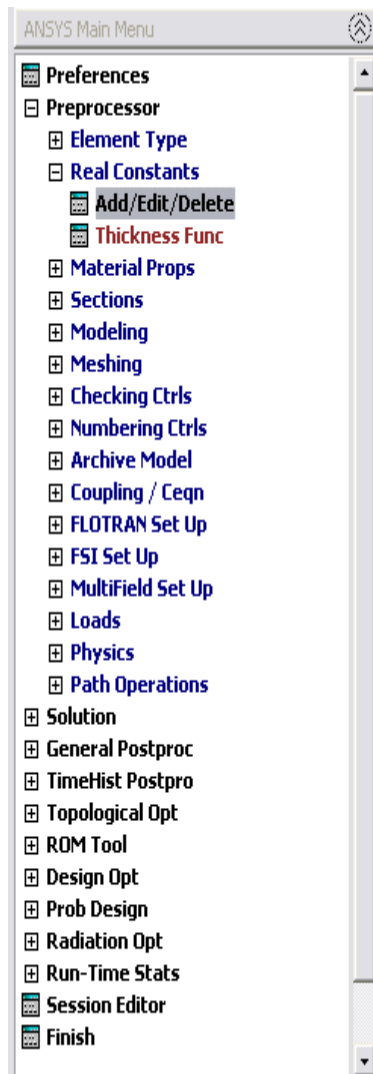 ANSYS Main Menu
Preferences
Preprocessor
Element Type
Real Constants
Add/Edit/Delete
Thickness Func
Material Props
Sections
Modeling
Meshing
Checking Ctrls
Numbering Ctrls
Archive Model
Coupling / Ceqn
FLOTRAN Set Up
FSI Set Up
MultiField Set Up
Loads
Physics
Path Operations
Solution
General Postproc
TimeHist Postpro
Topological Opt
ROM Tool
Design Opt
Prob Design
Radiation Opt
Run-Time Stats
Session Editor
Finish